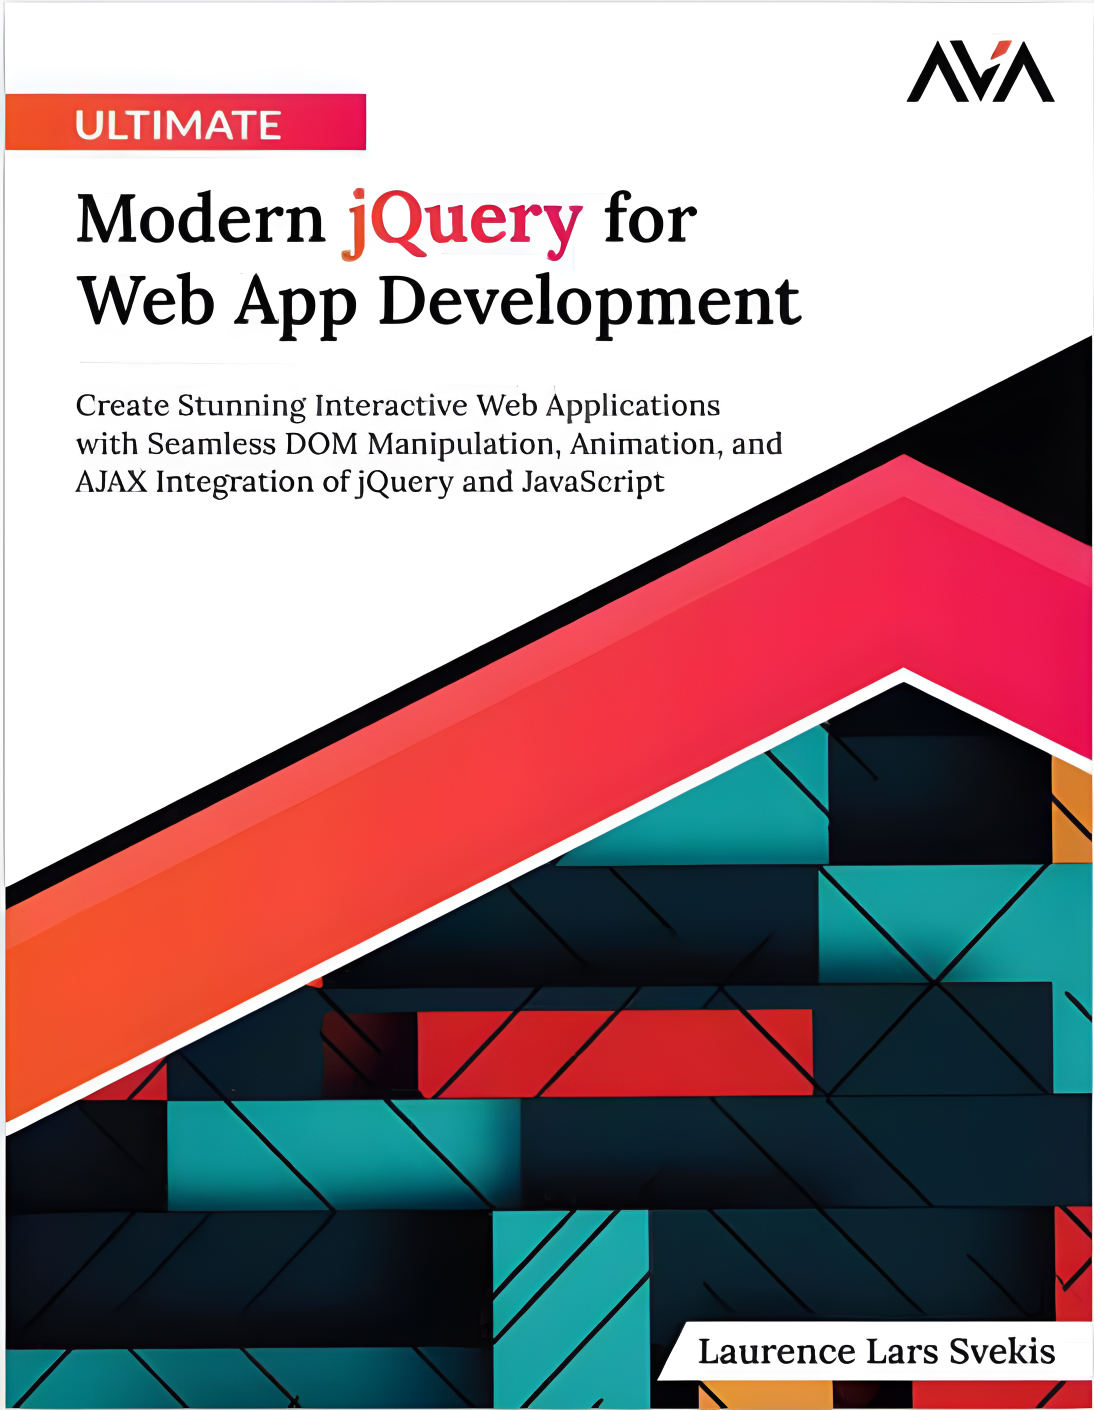 AVA
ULTIMATE
Modern jQuery for
Web App Development
Create Stunning Interactive Web Applications
with Seamless DOM Manipulation, Animation, and
AJAX Integration of jQuery and JavaScript
Laurence Lars Svekis